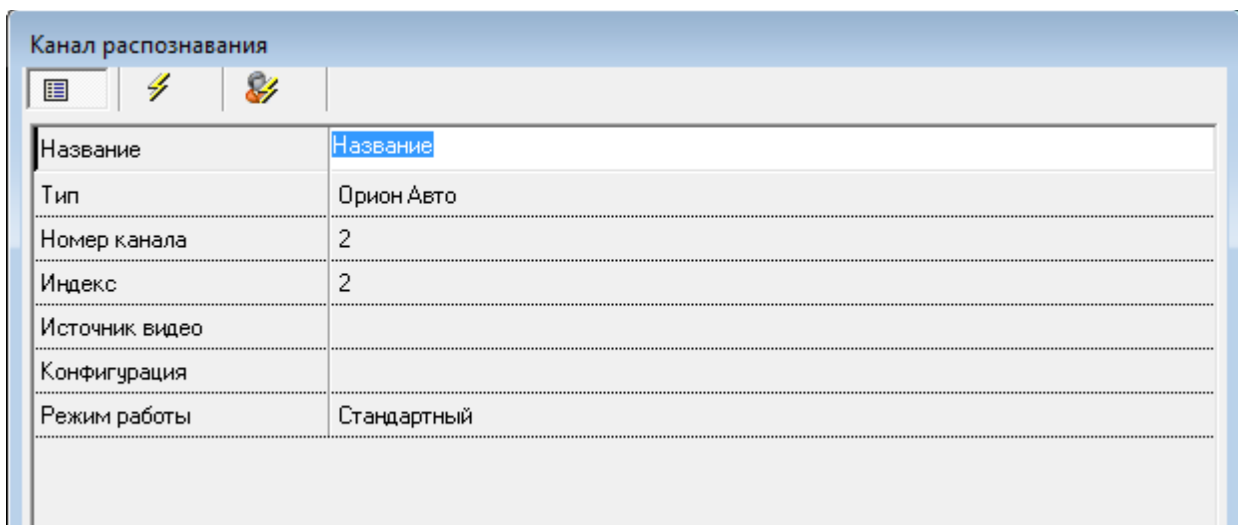 Канал распознавания
Название Название
Тип Орион Авто
Номер канала 2
Индекс 2
Источник видео
Конфигурация
Режим работы Стандартный